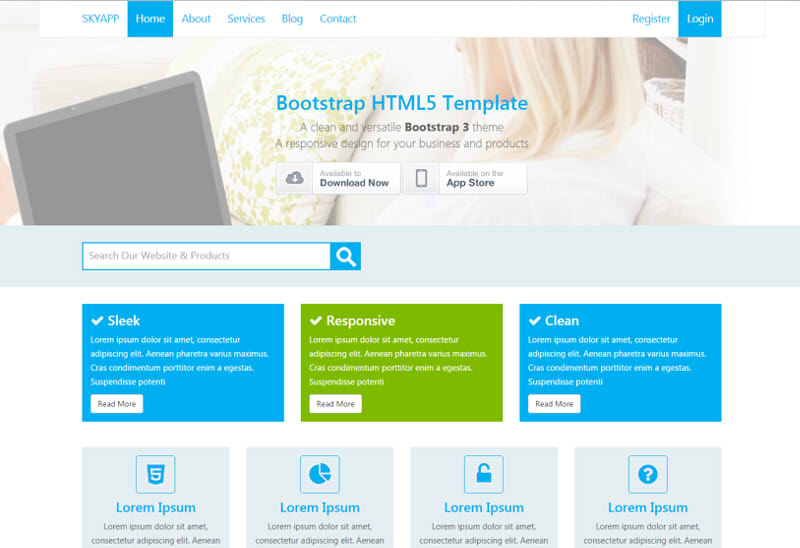 SKYAPP Home About Services Blog Contact Register Login
Bootstrap HTML5 Template
A clean and versatile Bootstrap 3 theme
A responsive design for your business and products
Available to
Download Now
Available on the
App Store
Search Our Website & Products
Sleek
Lorem ipsum dolor sit amet, consectetur
adipiscing elit. Aenean pharetra varius maximus.
Cras condimentum porttitor enim a egestas.
Suspendisse potenti
Read More
Responsive
Lorem ipsum dolor sit amet, consectetur
adipiscing elit. Aenean pharetra varius maximus.
Cras condimentum porttitor enim a egestas.
Suspendisse potenti
Read More
Clean
Lorem ipsum dolor sit amet, consectetur
adipiscing elit. Aenean pharetra varius maximus.
Cras condimentum porttitor enim a egestas.
Suspendisse potenti
Read More
Lorem Ipsum
Lorem ipsum dolor sit amet,
consectetur adipiscing elit. Aenean
Lorem Ipsum
Lorem ipsum dolor sit amet,
consectetur adipiscing elit. Aenean
Lorem Ipsum
Lorem ipsum dolor sit amet,
consectetur adipiscing elit. Aenean
Lorem Ipsum
Lorem ipsum dolor sit amet,
consectetur adipiscing elit. Aenean